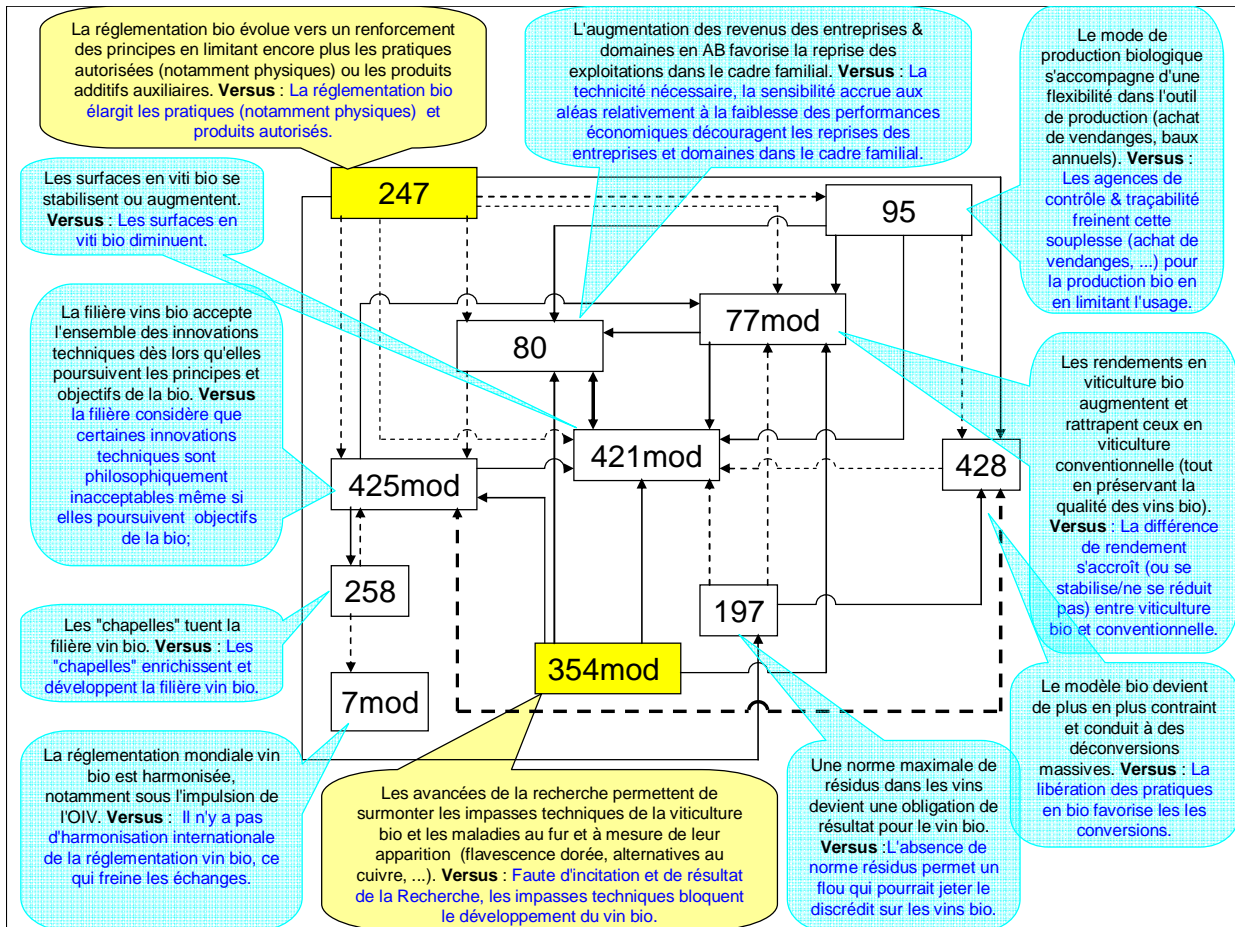 La réglementation bio évolue vers un renforcement
des principes en limitant encore plus les pratiques
autorisées (notamment physiques) ou les produits
additifs auxiliaires. Versus : La réglementation bio
élargit les pratiques (notamment physiques) et
produits autorisés.
L'augmentation des revenus des entreprises &
domaines en AB favorise la reprise des
exploitations dans le cadre familial. Versus : La
technicité nécessaire, la sensibilité accrue aux
aléas relativement à la faiblesse des performances
économiques découragent les reprises des
entreprises et domaines dans le cadre familial.
Le mode de
production biologique
s'accompagne d'une
flexibilité dans l'outil
de production (achat
de vendanges, baux
annuels). Versus :
Les agences de
contrôle & traçabilité
freinent cette
souplesse (achat de
vendanges, ...) pour
la production bio en
en limitant l'usage.
Les surfaces en viti bio se
stabilisent ou augmentent.
Versus : Les surfaces en
viti bio diminuent.
247
95
La filière vins bio accepte
l'ensemble des innovations
techniques dès lors qu'elles
poursuivent les principes et
objectifs de la bio. Versus
la filière considère que
certaines innovations
techniques sont
philosophiquement
inacceptables même si
elles poursuivent objectifs
de la bio;
80
77mod
Les rendements en
viticulture bio
augmentent et
rattrapent ceux en
viticulture
conventionnelle (tout
en préservant la
qualité des vins bio).
Versus : La différence
de rendement
s'accroît (ou se
stabilise/ne se réduit
pas) entre viticulture
bio et conventionnelle.
425mod
421mod
428
258
197
354mod
7mod
Les "chapelles" tuent la
filière vin bio. Versus : Les
"chapelles" enrichissent et
développent la filière vin bio.
La réglementation mondiale vin
bio est harmonisée,
notamment sous l'impulsion de
l'OIV. Versus : Il n'y a pas
d'harmonisation internationale
de la réglementation vin bio, ce
qui freine les échanges.
Les avancées de la recherche permettent de
surmonter les impasses techniques de la viticulture
bio et les maladies au fur et à mesure de leur
apparition (flavescence dorée, alternatives au
cuivre, ...). Versus : Faute d'incitation et de résultat
de la Recherche, les impasses techniques bloquent
le développement du vin bio.
Une norme maximale de
résidus dans les vins
devient une obligation de
résultat pour le vin bio.
Versus :L'absence de
norme résidus permet un
flou qui pourrait jeter le
discrédit sur les vins bio.
Le modèle bio devient
de plus en plus contraint
et conduit à des
déconversions
massives. Versus : La
libération des pratiques
en bio favorise les les
conversions.